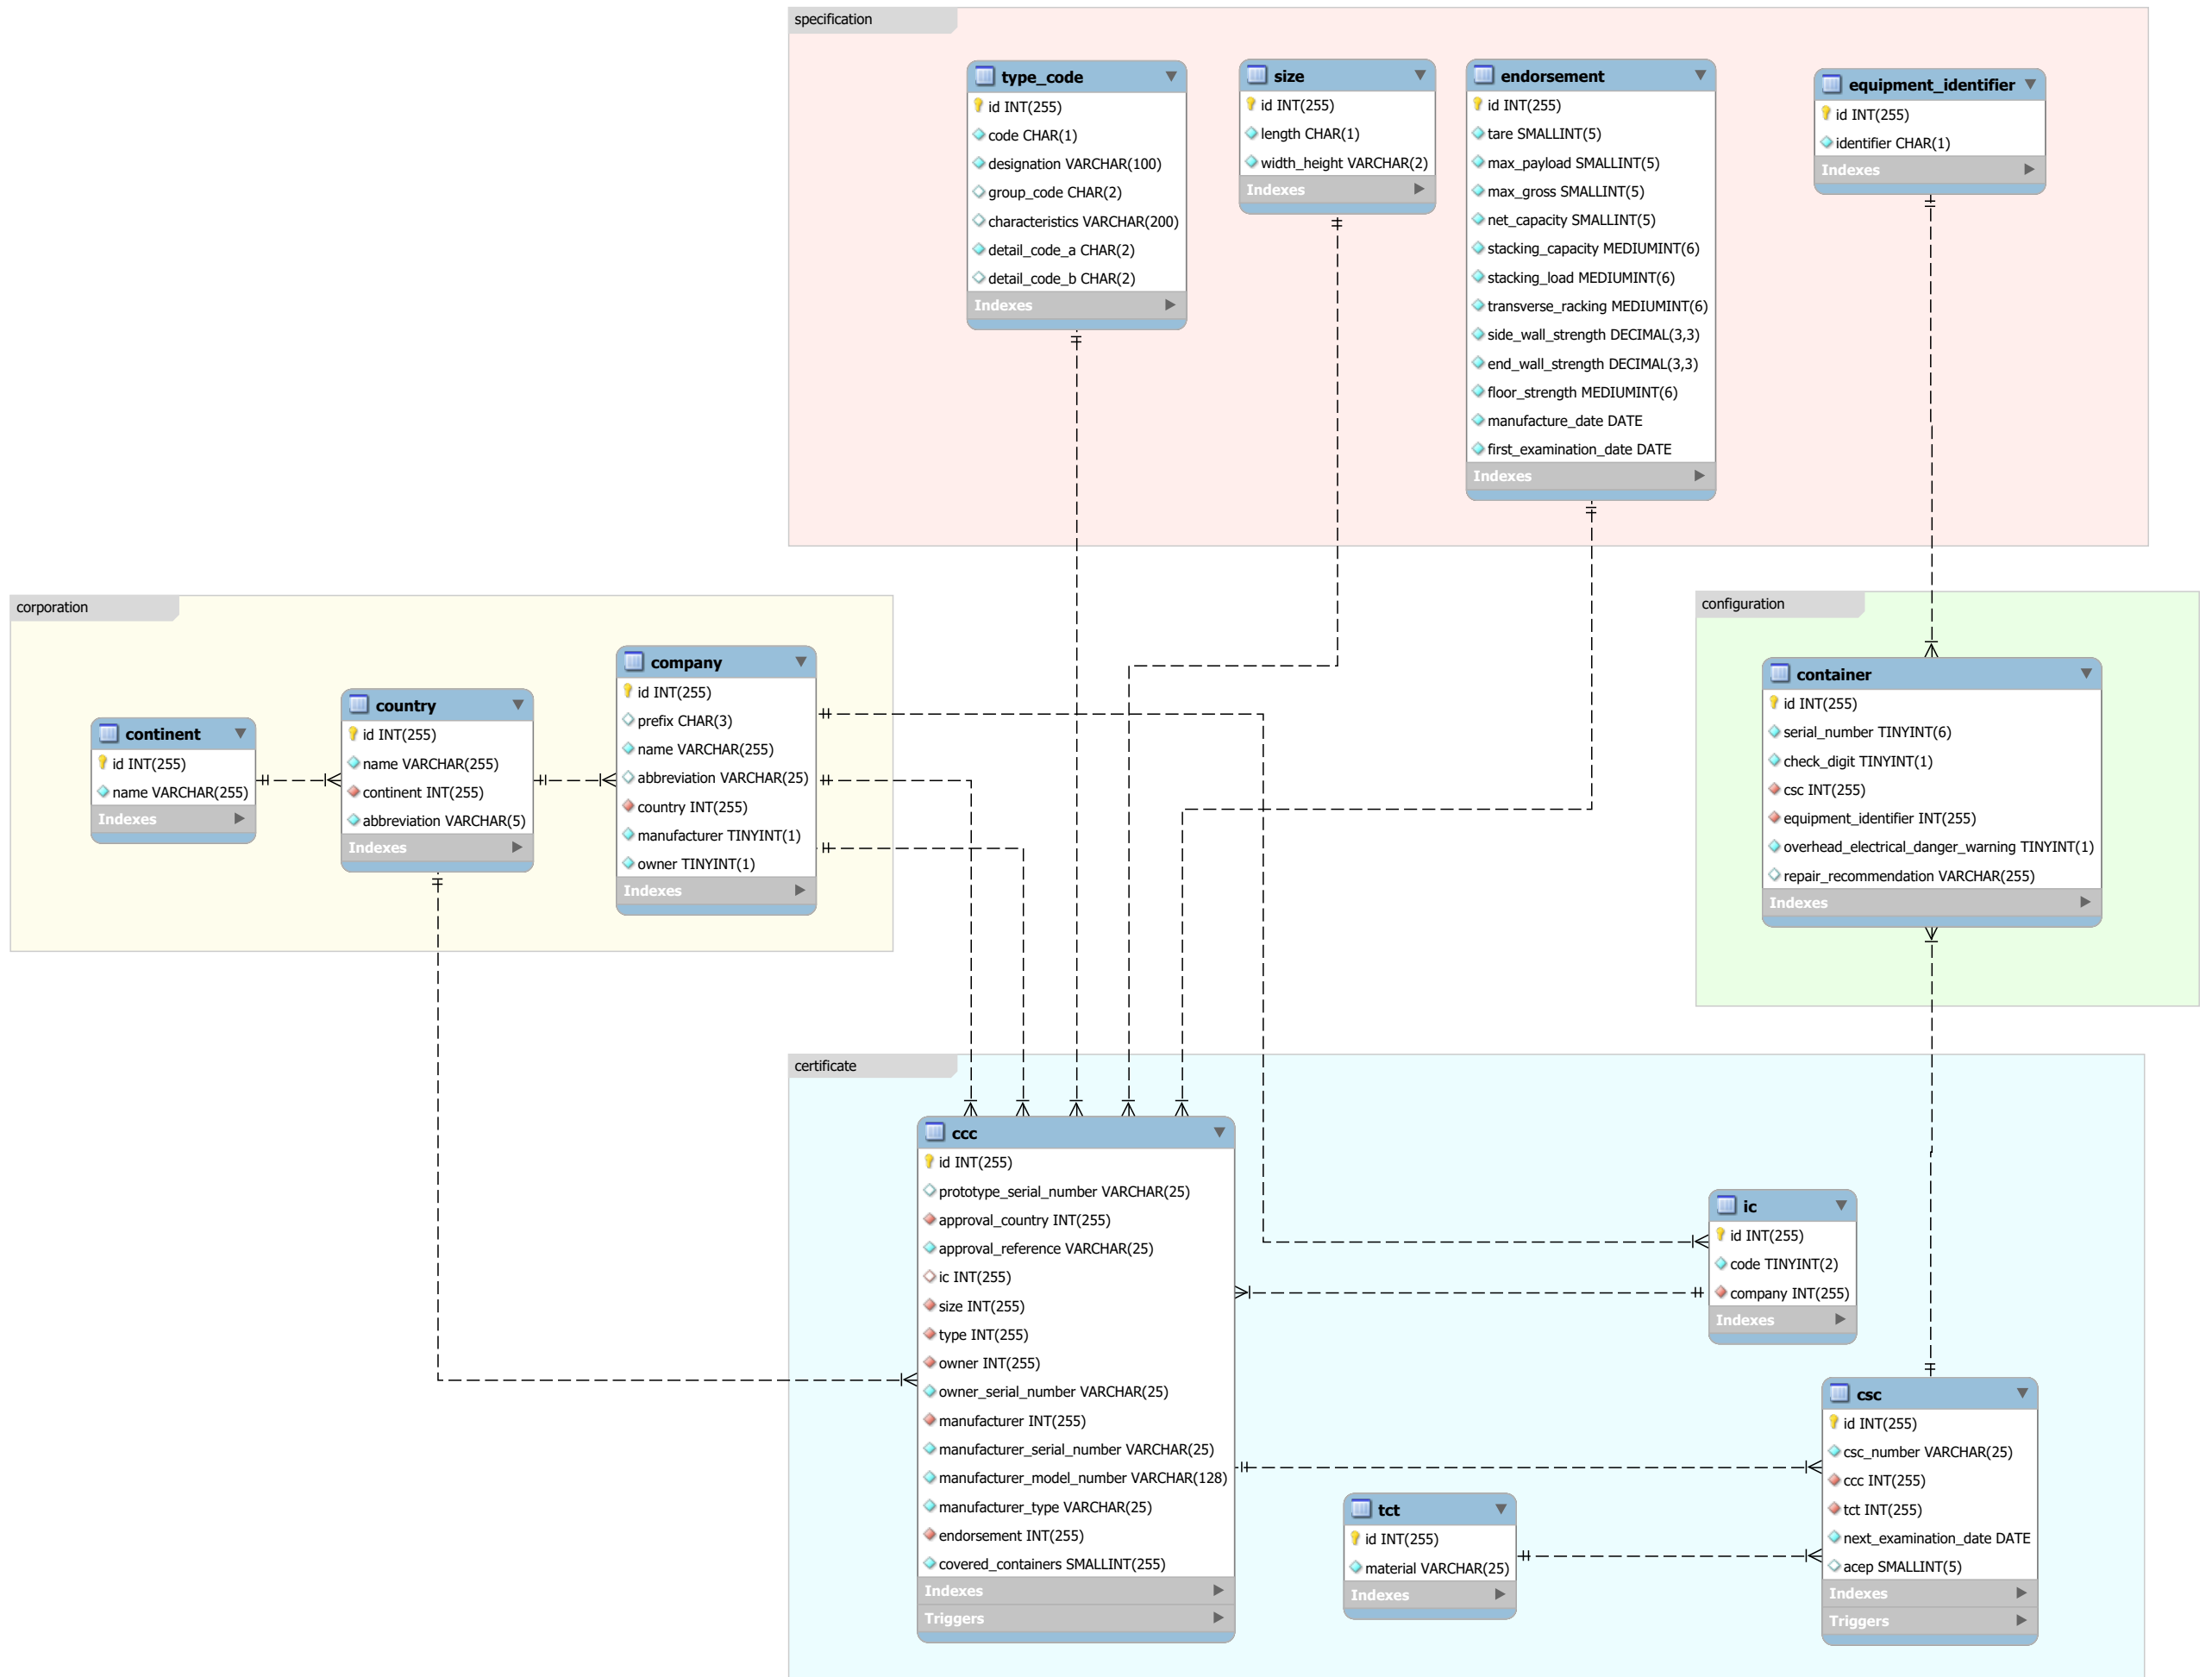 specification
type_code
id INT(255)
code CHAR(1)
designation VARCHAR(100)
group_code CHAR(2)
characteristics VARCHAR(200)
detail_code_a CHAR(2)
detail_code_b CHAR(2)
Indexes
size
id INT(255)
length CHAR(1)
width_height VARCHAR(2)
Indexes
endorsement
id INT(255)
tare SMALLINT(5)
max_payload SMALLINT(5)
max_gross SMALLINT(5)
net_capacity SMALLINT(5)
stacking_capacity MEDIUMINT(6)
stacking_load MEDIUMINT(6)
transverse_racking MEDIUMINT(6)
side_wall_strength DECIMAL(3,3)
end_wall_strength DECIMAL(3,3)
floor_strength MEDIUMINT(6)
manufacture_date DATE
first_examination_date DATE
Indexes
equipment_identifier
id INT(255)
identifier CHAR(1)
Indexes
corporation
continent
id INT(255)
name VARCHAR(255)
Indexes
country
id INT(255)
name VARCHAR(255)
continent INT(255)
abbreviation VARCHAR(5)
Indexes
company
id INT(255)
prefix CHAR(3)
name VARCHAR(255)
abbreviation VARCHAR(25)
country INT(255)
manufacturer TINYINT(1)
owner TINYINT(1)
Indexes
configuration
container
id INT(255)
serial_number TINYINT(6)
check_digit TINYINT(1)
csc INT(255)
equipment_identifier INT(255)
overhead_electrical_danger_warning TINYINT(1)
repair_recommendation VARCHAR(255)
Indexes
certificate
ccc
id INT(255)
prototype_serial_number VARCHAR(25)
approval_country INT(255)
approval_reference VARCHAR(25)
ic INT(255)
size INT(255)
type INT(255)
owner INT(255)
owner_serial_number VARCHAR(25)
manufacturer INT(255)
manufacturer_serial_number VARCHAR(25)
manufacturer_model_number VARCHAR(128)
manufacturer_type VARCHAR(25)
endorsement INT(255)
covered_containers SMALLINT(255)
Indexes
Triggers
ic
id INT(255)
code TINYINT(2)
company INT(255)
Indexes
tct
id INT(255)
material VARCHAR(25)
Indexes
csc
id INT(255)
csc_number VARCHAR(25)
ccc INT(255)
tct INT(255)
next_examination_date DATE
acep SMALLINT(5)
Indexes
Triggers